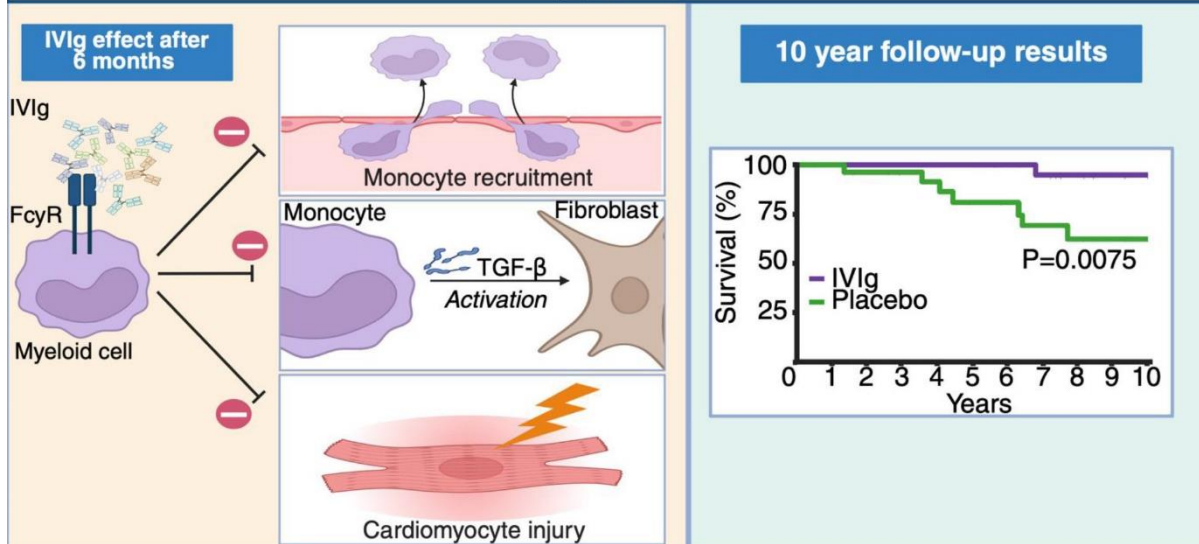 IVIg effect after
6 months
IVIg
FcyR
Myeloid cell
Monocyte recruitment
Monocyte
Fibroblast
TGF-β
Activation
Cardiomyocyte injury
10 year follow-up results
Survival (%)
100
75
50
25
IVIg
Placebo
P=0.0075
0 1 2 3 4 5 6 7 8 9 10
Years